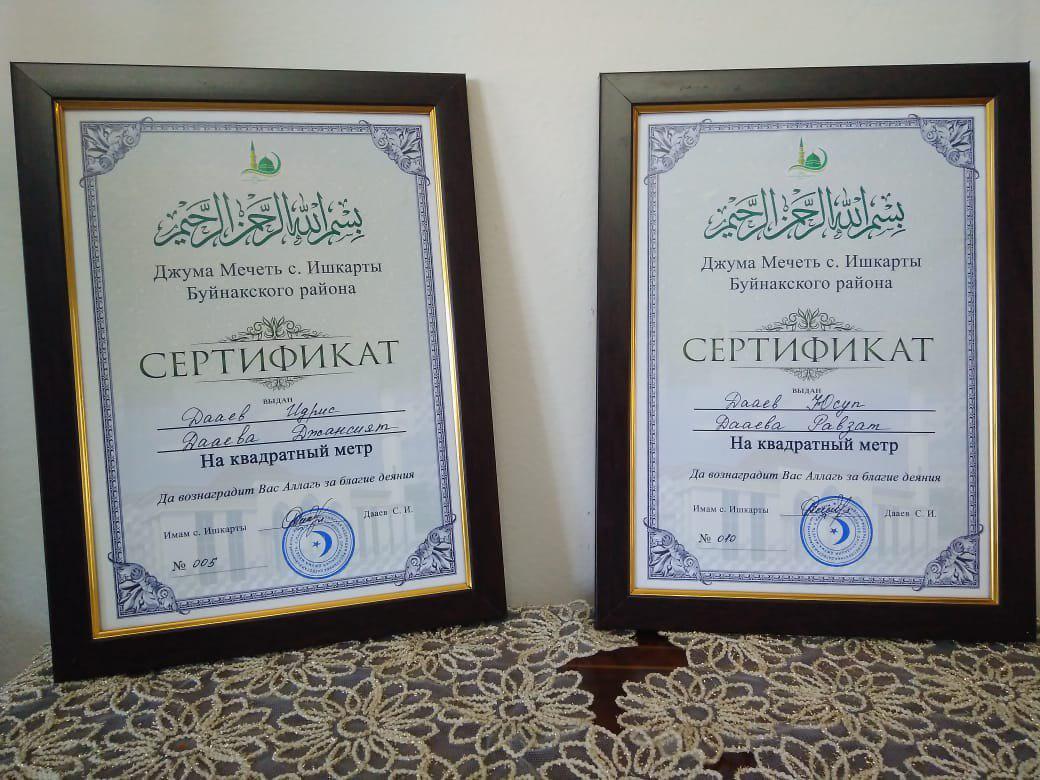 بسم الله الرحمن الرحيم
Джума Мечеть с. Ишкарты
Буйнакского района
СЕРТИФИКАТ
ВЫДАН
Дааев Идрис
Дааева Джансият
На квадратный метр
Да вознаградит Вас Аллагь за благие деяния
Имам с. Ишкарты Дааев С. И.
№ 005
بسم الله الرحمن الرحيم
Джума Мечеть с. Ишкарты
Буйнакского района
СЕРТИФИКАТ
ВЫДАН
Дааев Юсуп
Дааева Равзат
На квадратный метр
Да вознаградит Вас Аллагь за благие деяния
Имам с. Ишкарты Дааев С. И.
№ 010